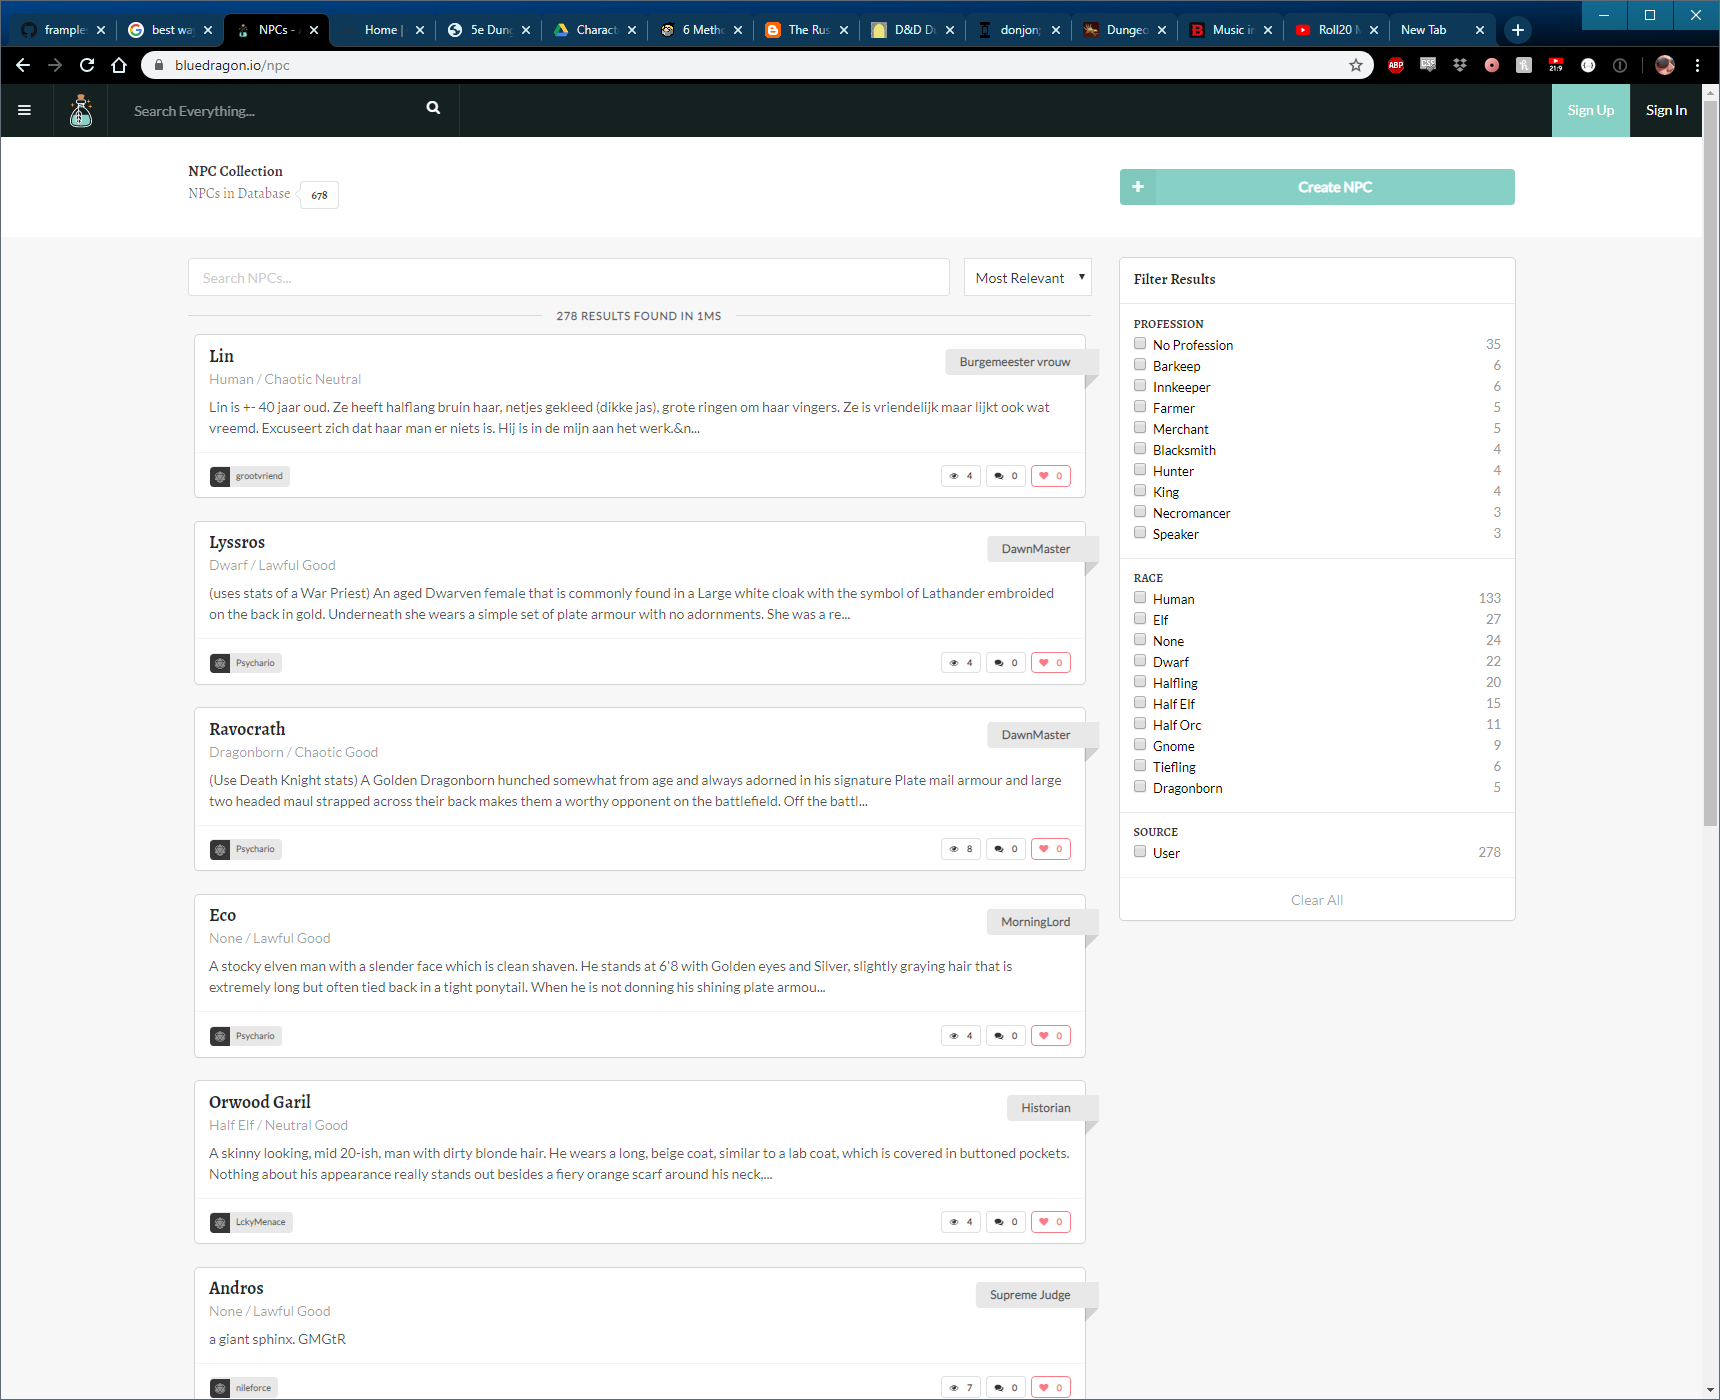 frample
best wa
NPCs -
Home |
5e Dung
Charact
6 Metho
The Rus
D&D Du
donjon;
Dungeo
Music in
Roll20 M
New Tab
bluedragon.io/npc
ABP
21:9
Search Everything...
Sign Up
Sign In
NPC Collection
NPCs in Database 678
Create NPC
Search NPCs...
Most Relevant
278 RESULTS FOUND IN 1MS
Lin
Burgemeester vrouw
Human / Chaotic Neutral
Lin is +- 40 jaar oud. Ze heeft halflang bruin haar, netjes gekleed (dikke jas), grote ringen om haar vingers. Ze is vriendelijk maar lijkt ook wat
vreemd. Excuseert zich dat haar man er niets is. Hij is in de mijn aan het werk.&n...
grootvriend
4 0 0
Lyssros
DawnMaster
Dwarf / Lawful Good
(uses stats of a War Priest) An aged Dwarven female that is commonly found in a Large white cloak with the symbol of Lathander embroided
on the back in gold. Underneath she wears a simple set of plate armour with no adornments. She was a re...
Psychario
4 0 0
Ravocrath
DawnMaster
Dragonborn / Chaotic Good
(Use Death Knight stats) A Golden Dragonborn hunched somewhat from age and always adorned in his signature Plate mail armour and large
two headed maul strapped across their back makes them a worthy opponent on the battlefield. Off the battl...
Psychario
8 0 0
Eco
MorningLord
None / Lawful Good
A stocky elven man with a slender face which is clean shaven. He stands at 6'8 with Golden eyes and Silver, slightly graying hair that is
extremely long but often tied back in a tight ponytail. When he is not donning his shining plate armou...
Psychario
4 0 0
Orwood Garil
Historian
Half Elf / Neutral Good
A skinny looking, mid 20-ish, man with dirty blonde hair. He wears a long, beige coat, similar to a lab coat, which is covered in buttoned pockets.
Nothing about his appearance really stands out besides a fiery orange scarf around his neck,...
LckyMenace
4 0 0
Andros
Supreme Judge
None / Lawful Good
a giant sphinx. GMGtR
nileforce
7 0 0
Filter Results
PROFESSION
No Profession 35
Barkeep 6
Innkeeper 6
Farmer 5
Merchant 5
Blacksmith 4
Hunter 4
King 4
Necromancer 3
Speaker 3
RACE
Human 133
Elf 27
None 24
Dwarf 22
Halfling 20
Half Elf 15
Half Orc 11
Gnome 9
Tiefling 6
Dragonborn 5
SOURCE
User 278
Clear All